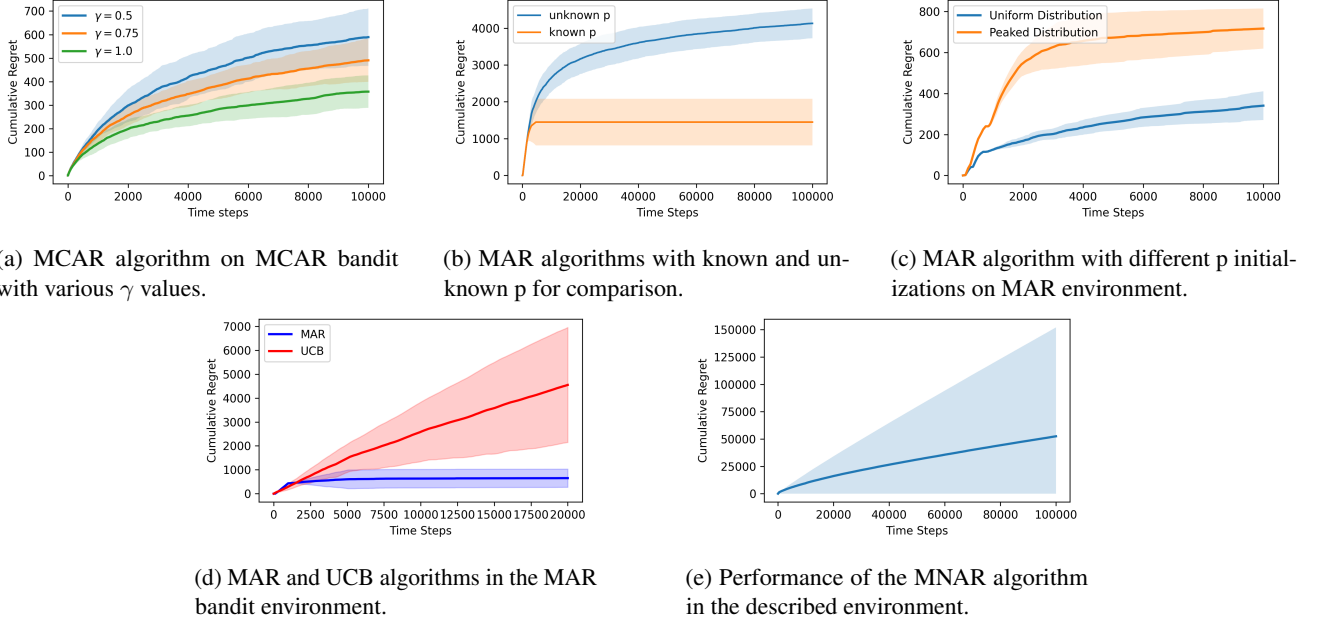 700
600
500
400
300
200
100
0
Cumulative Regret
γ = 0.5
γ = 0.75
γ = 1.0
0 2000 4000 6000 8000 10000
Time steps
(a) MCAR algorithm on MCAR bandit
with various γ values.
4000
3000
2000
1000
0
Cumulative Regret
unknown p
known p
0 20000 40000 60000 80000 100000
Time Steps
(b) MAR algorithms with known and un-
known p for comparison.
800
600
400
200
0
Cumulative Regret
Uniform Distribution
Peaked Distribution
0 2000 4000 6000 8000 10000
Time Steps
(c) MAR algorithm with different p initial-
izations on MAR environment.
7000
6000
5000
4000
3000
2000
1000
0
Cumulative Regret
MAR
UCB
0 2500 5000 7500 10000 12500 15000 17500 20000
Time Steps
(d) MAR and UCB algorithms in the MAR
bandit environment.
150000
125000
100000
75000
50000
25000
0
Cumulative Regret
0 20000 40000 60000 80000 100000
Time Steps
(e) Performance of the MNAR algorithm
in the described environment.